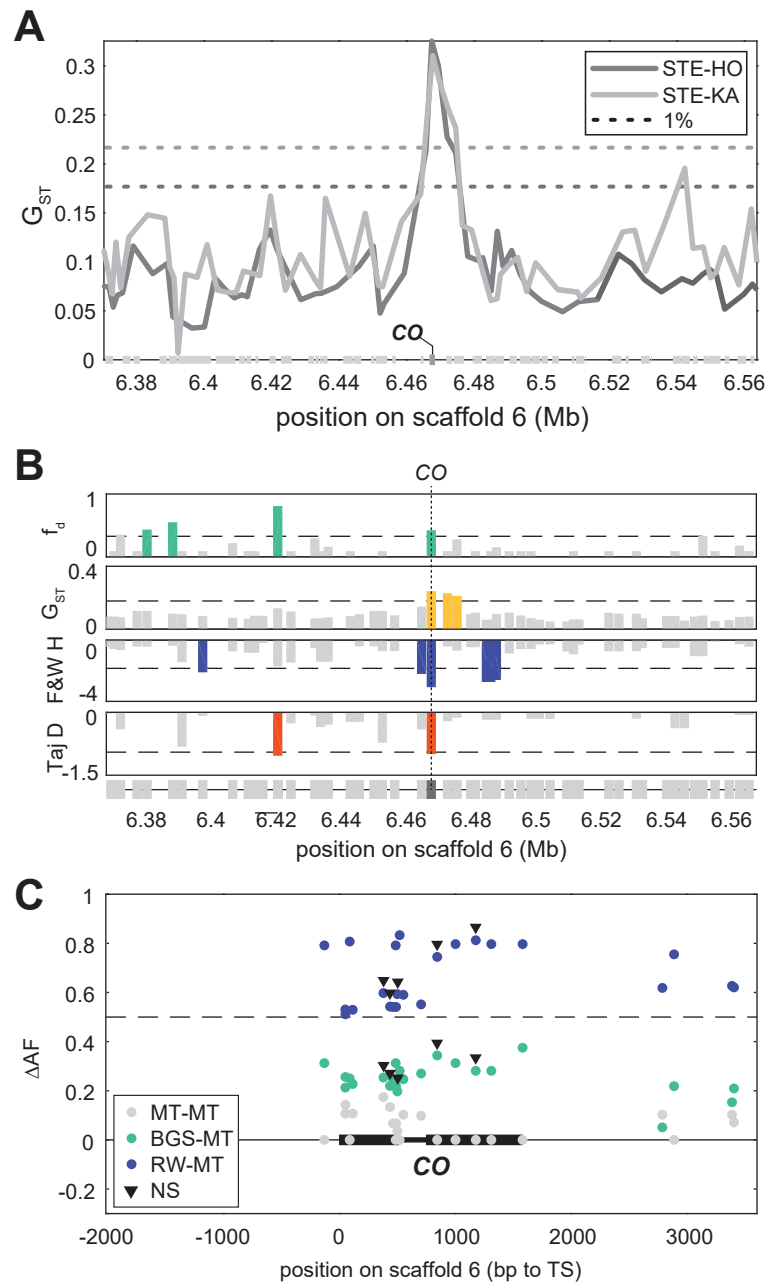 A
G_ST
0.3
0.25
0.2
0.15
0.1
0.05
0
STE-HO
STE-KA
1%
CO
6.38 6.4 6.42 6.44 6.46 6.48 6.5 6.52 6.54 6.56
position on scaffold 6 (Mb)
B
CO
f_d
1
0
G_ST
0.4
0
F&W H
0
-4
Taj D
0
-1.5
6.38 6.4 6.42 6.44 6.46 6.48 6.5 6.52 6.54 6.56
position on scaffold 6 (Mb)
C
ΔAF
1
0.8
0.6
0.4
0.2
0
-0.2
MT-MT
BGS-MT
RW-MT
NS
CO
-2000 -1000 0 1000 2000 3000
position on scaffold 6 (bp to TS)